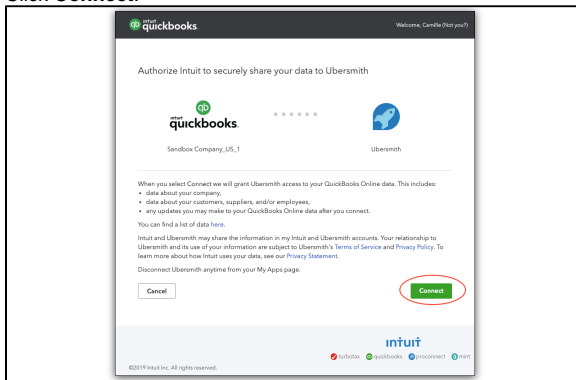 Click Connect.
intuit
quickbooks.
Welcome, Camille (Not you?)
Authorize Intuit to securely share your data to Ubersmith
qb
intuit
quickbooks.
Sandbox Company_US_1
Ubersmith
When you select Connect we will grant Ubersmith access to your QuickBooks Online data. This includes:
• data about your company,
• data about your customers, suppliers, and/or employees,
• any updates you may make to your QuickBooks Online data after you connect.
You can find a list of data here.
Intuit and Ubersmith may share the information in my Intuit and Ubersmith accounts. Your relationship to
Ubersmith and its use of your information are subject to Ubersmith's Terms of Service and Privacy Policy. To
learn more about how Intuit uses your data, see our Privacy Statement.
Disconnect Ubersmith anytime from your My Apps page.
Cancel
Connect
intuit
turbotax quickbooks proconnect mint
©2019 Intuit Inc. All rights reserved.